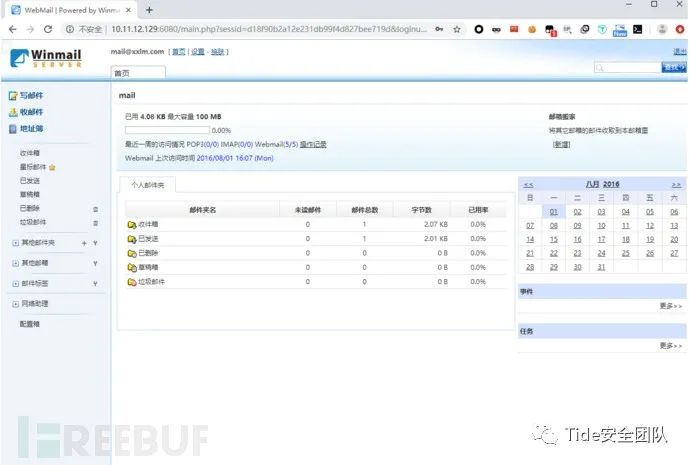 WebMail | Powered by Winma
不安全 | 10.11.12.129:6080/main.php?sessid=d18f90b2a12e231db99f4d827bee719d&loginu...
Winmail
SERVER
mail@xxlm.com [首页 | 设置 - 换肤]
退出
首页
查找
写邮件
收邮件
地址簿
收件箱
星标邮件
已发送
草稿箱
已删除
垃圾邮件
其他邮件夹
其他邮箱
邮件标签
网络助理
配置箱
mail
已用 4.08 KB 最大容量 100 MB
0.00%
最近一周的访问情况 POP3(0/0) IMAP(0/0) Webmail(5/5) 操作记录
Webmail 上次访问时间 2016/08/01 16:07 (Mon)
邮箱搬家
将其它邮箱的邮件收取到本邮箱里
[新增]
个人邮件夹
邮件夹名 未读邮件 邮件总数 字节数 已用率
收件箱 0 1 2.07 KB 0.0%
已发送 0 1 2.01 KB 0.0%
已删除 0 0 0 B 0.0%
草稿箱 0 0 0 B 0.0%
垃圾邮件 0 0 0 B 0.0%
<< 八月 2016 >>
日 一 二 三 四 五 六
01 02 03 04 05 06
07 08 09 10 11 12 13
14 15 16 17 18 19 20
21 22 23 24 25 26 27
28 29 30 31
事件
更多>>
任务
更多>>
FREEBUF
Tide安全团队